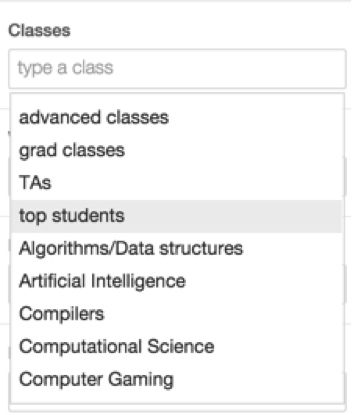 Classes
type a class
advanced classes
grad classes
TAs
top students
Algorithms/Data structures
Artificial Intelligence
Compilers
Computational Science
Computer Gaming